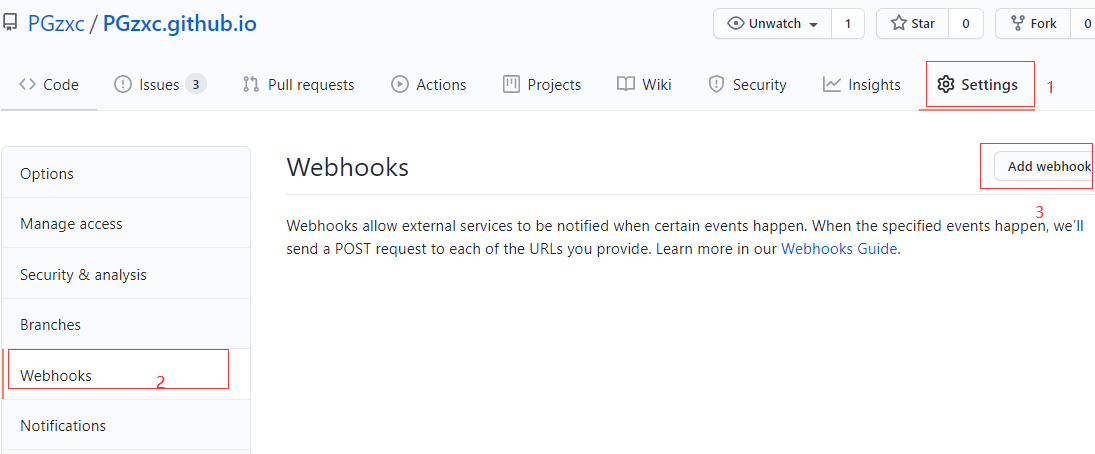 PGzxc / PGzxc.github.io Unwatch 1 Star 0 Fork 0
Code Issues 3 Pull requests Actions Projects Wiki Security Insights Settings 1
Options
Manage access
Security & analysis
Branches
Webhooks 2
Notifications
Webhooks Add webhook
3
Webhooks allow external services to be notified when certain events happen. When the specified events happen, we'll
send a POST request to each of the URLs you provide. Learn more in our Webhooks Guide.